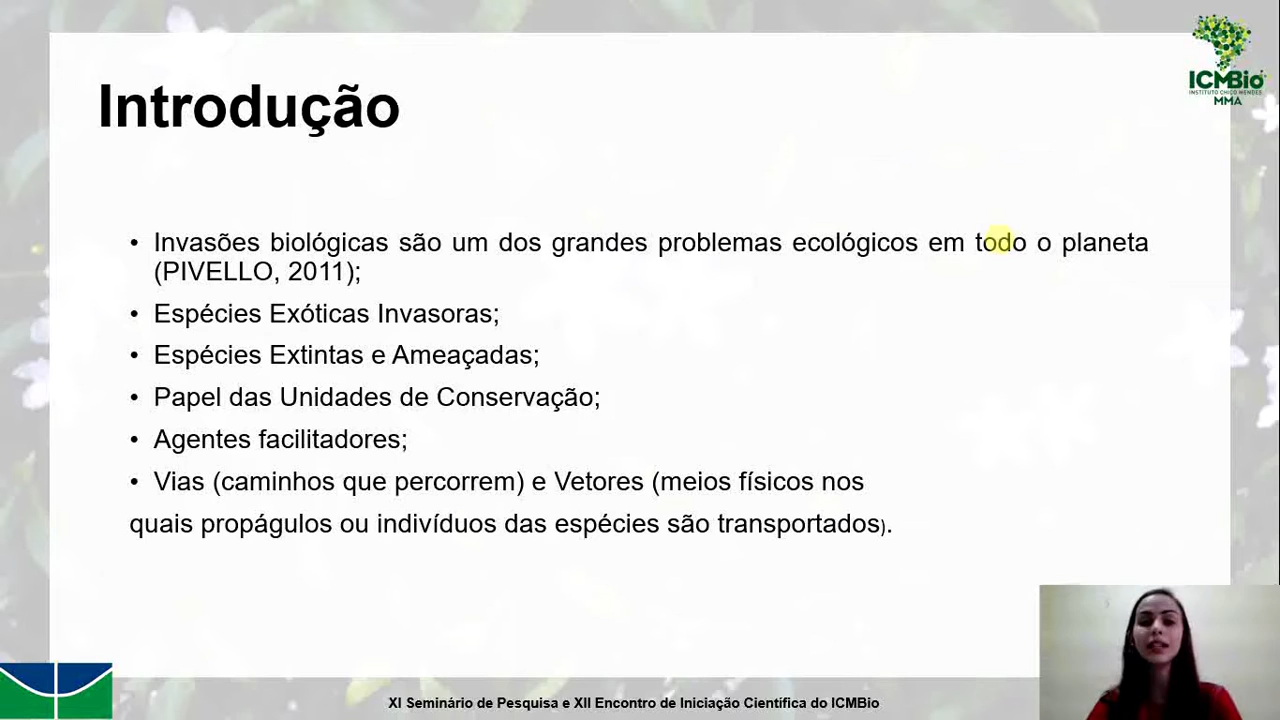 ICMBio
INSTITUTO CHICO MENDES
MMA
Introdução
• Invasões biológicas são um dos grandes problemas ecológicos em todo o planeta
(PIVELLO, 2011);
• Espécies Exóticas Invasoras;
• Espécies Extintas e Ameaçadas;
• Papel das Unidades de Conservação;
• Agentes facilitadores;
• Vias (caminhos que percorrem) e Vetores (meios físicos nos
quais propágulos ou indivíduos das espécies são transportados).
XI Seminário de Pesquisa e XII Encontro de Iniciação Científica do ICMBio